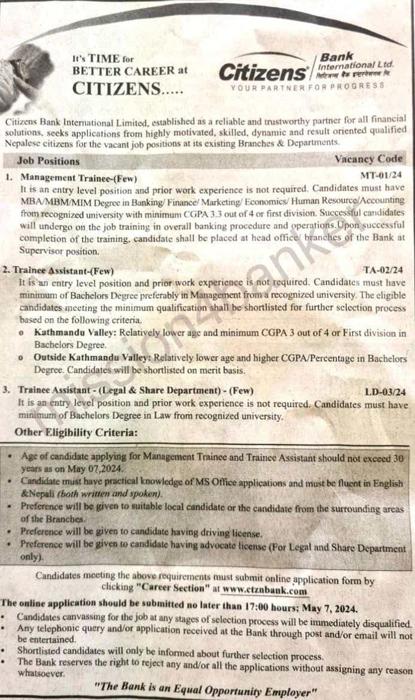 It's TIME for
BETTER CAREER at
CITIZENS.....
Citizens Bank
International Ltd.
YOUR PARTNER FOR PROGRESS
Citizens Bank International Limited, established as a reliable and trustworthy partner for all financial
solutions, seeks applications from highly motivated, skilled, dynamic and result oriented qualified
Nepalese citizens for the vacant job positions at its existing Branches & Departments.
Job Positions Vacancy Code
1. Management Trainee-(Few) MT-01/24
It is an entry level position and prior work experience is not required. Candidates must have
MBA/MBM/MIM Degree in Banking/ Finance/ Marketing/ Economics/ Human Resource/Accounting
from recognized university with minimum CGPA 3.3 out of 4 or first division. Successful candidates
will undergo on the job training in overall banking procedure and operations. Upon successful
completion of the training, candidate shall be placed at head office/ branches of the Bank at
Supervisor position.
2. Trainee Assistant-(Few) TA-02/24
It is an entry level position and prior work experience is not required. Candidates must have
minimum of Bachelors Degree preferably in Management from a recognized university. The eligible
candidates meeting the minimum qualification shall be shortlisted for further selection process
based on the following criteria.
o Kathmandu Valley: Relatively lower age and minimum CGPA 3 out of 4 or First division in
Bachelors Degree.
o Outside Kathmandu Valley: Relatively lower age and higher CGPA/Percentage in Bachelors
Degree. Candidates will be shortlisted on merit basis.
3. Trainee Assistant - (Legal & Share Department) - (Few) LD-03/24
It is an entry level position and prior work experience is not required. Candidates must have
minimum of Bachelors Degree in Law from recognized university.
Other Eligibility Criteria:
• Age of candidate applying for Management Trainee and Trainee Assistant should not exceed 30
years as on May 07,2024.
• Candidate must have practical knowledge of MS Office applications and must be fluent in English
&Nepali (both written and spoken).
• Preference will be given to suitable local candidate or the candidate from the surrounding areas
of the Branches.
• Preference will be given to candidate having driving license.
• Preference will be given to candidate having advocate license (For Legal and Share Department
only).
Candidates meeting the above requirements must submit online application form by
clicking "Career Section" at www.ctznbank.com
The online application should be submitted no later than 17:00 hours; May 7, 2024.
• Candidates canvassing for the job at any stages of selection process will be immediately disqualified.
• Any telephonic query and/or application received at the Bank through post and/or email will not
be entertained.
• Shortlisted candidates will only be informed about further selection process.
• The Bank reserves the right to reject any and/or all the applications without assigning any reason
whatsoever.
"The Bank is an Equal Opportunity Employer"